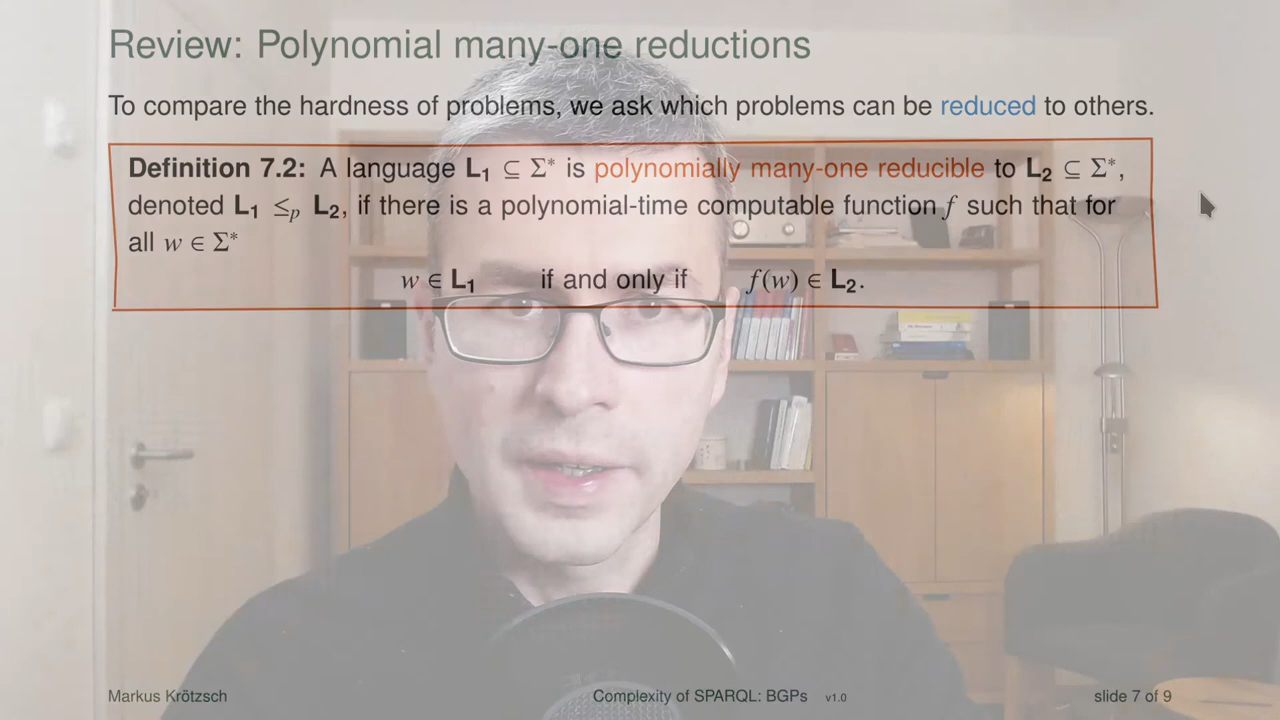 Review: Polynomial many-one reductions
To compare the hardness of problems, we ask which problems can be reduced to others.
Definition 7.2: A language L₁ ⊆ Σ* is polynomially many-one reducible to L₂ ⊆ Σ*,
denoted L₁ ≤ₚ L₂, if there is a polynomial-time computable function f such that for
all w ∈ Σ*
w ∈ L₁ if and only if f(w) ∈ L₂.
Markus Krötzsch Complexity of SPARQL: BGPs v1.0 slide 7 of 9